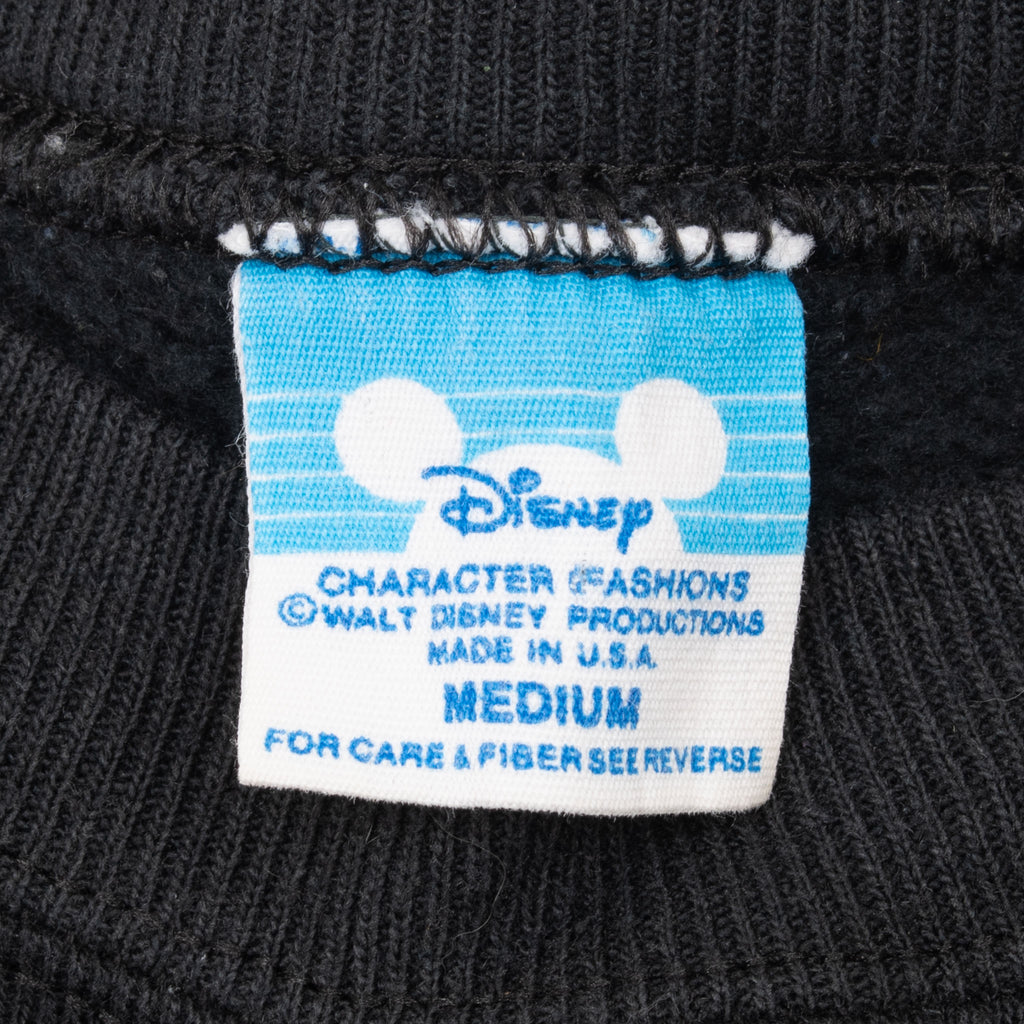 Disney
CHARACTER FASHIONS
©WALT DISNEY PRODUCTIONS
MADE IN U.S.A.
MEDIUM
FOR CARE & FIBER SEE REVERSE